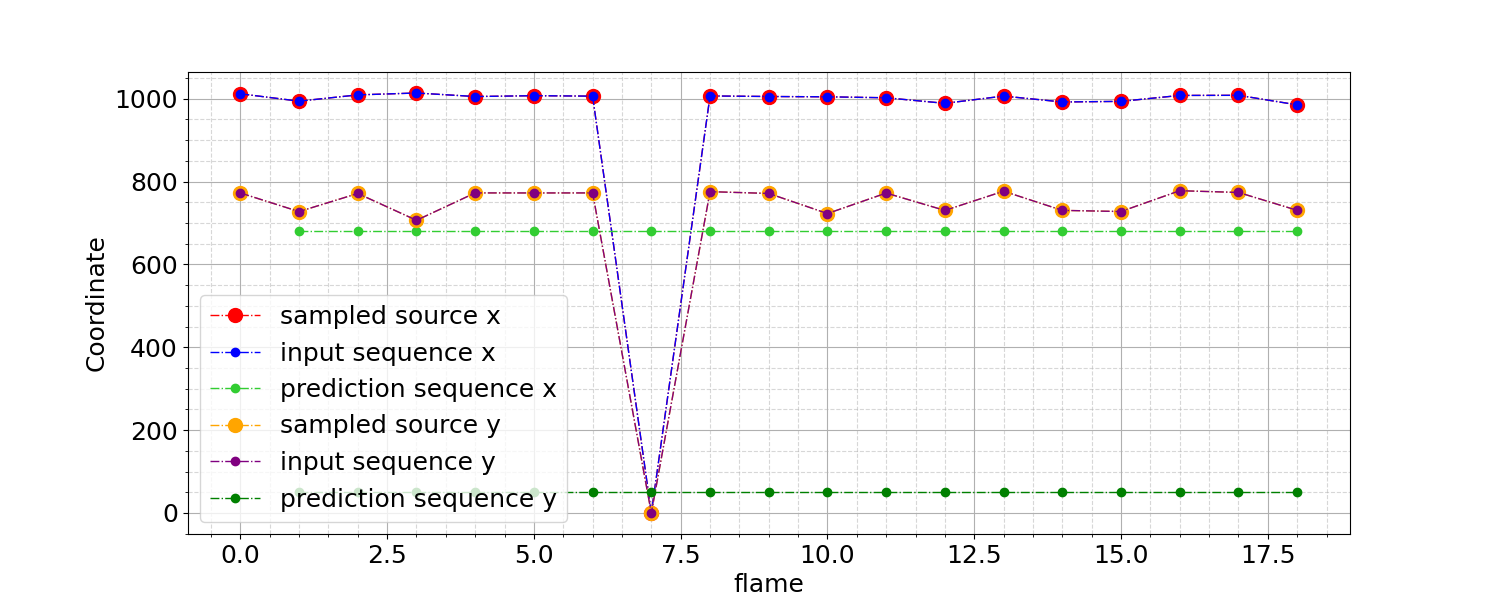 1000
800
600
400
200
0
Coordinate
sampled source x
input sequence x
prediction sequence x
sampled source y
input sequence y
prediction sequence y
0.0 2.5 5.0 7.5 10.0 12.5 15.0 17.5
flame